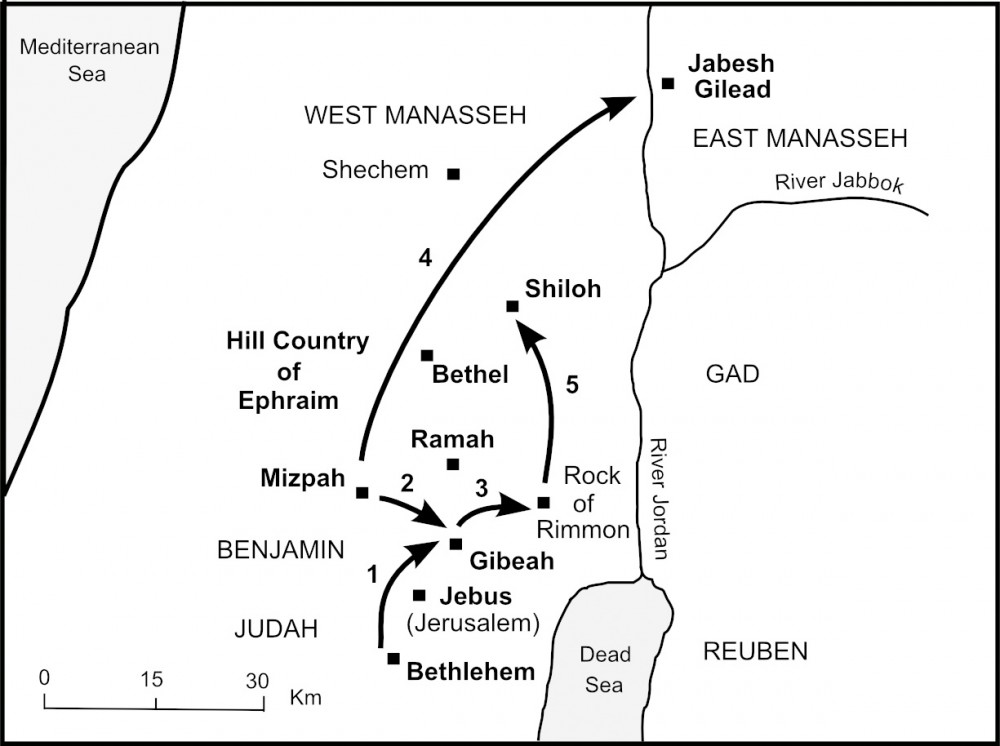 Mediterranean
Sea
Jabesh
Gilead
WEST MANASSEH
EAST MANASSEH
Shechem
River Jabbok
4
Shiloh
Hill Country
of
Ephraim
Bethel
5
GAD
Ramah
Mizpah
2
3
Rock
of
Rimmon
River Jordan
BENJAMIN
Gibeah
1
Jebus
(Jerusalem)
JUDAH
Bethlehem
Dead
Sea
REUBEN
0 15 30
Km